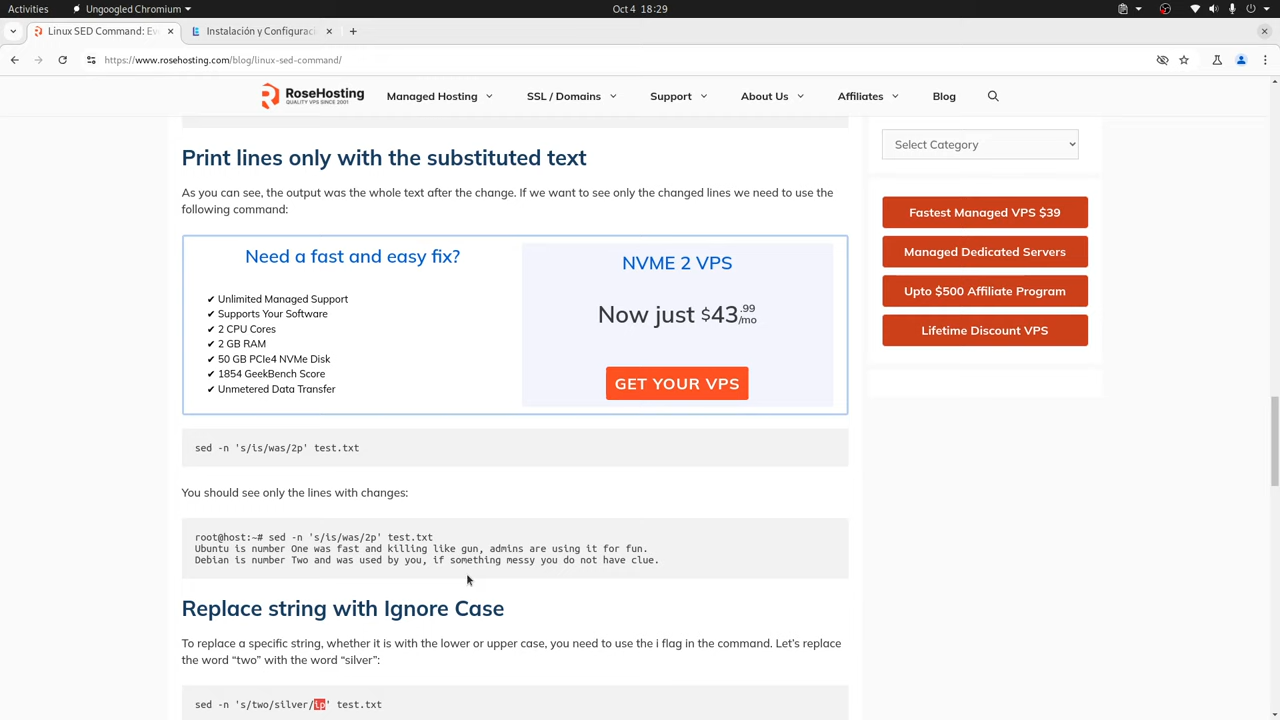 Activities
Ungoogled Chromium
Oct 4 18:29
Linux SED Command: Ev
Instalación y Configuraci
https://www.rosehosting.com/blog/linux-sed-command/
RoseHosting
QUALITY VPS SINCE 2001
Managed Hosting
SSL / Domains
Support
About Us
Affiliates
Blog
Print lines only with the substituted text
As you can see, the output was the whole text after the change. If we want to see only the changed lines we need to use the
following command:
Need a fast and easy fix?
✔ Unlimited Managed Support
✔ Supports Your Software
✔ 2 CPU Cores
✔ 2 GB RAM
✔ 50 GB PCIe4 NVMe Disk
✔ 1854 GeekBench Score
✔ Unmetered Data Transfer
NVME 2 VPS
Now just $43.99/mo
GET YOUR VPS
sed -n 's/is/was/2p' test.txt
You should see only the lines with changes:
root@host:~# sed -n 's/is/was/2p' test.txt
Ubuntu is number One was fast and killing like gun, admins are using it for fun.
Debian is number Two and was used by you, if something messy you do not have clue.
Replace string with Ignore Case
To replace a specific string, whether it is with the lower or upper case, you need to use the i flag in the command. Let's replace
the word “two” with the word “silver”:
sed -n 's/two/silver/ip' test.txt
Select Category
Fastest Managed VPS $39
Managed Dedicated Servers
Upto $500 Affiliate Program
Lifetime Discount VPS